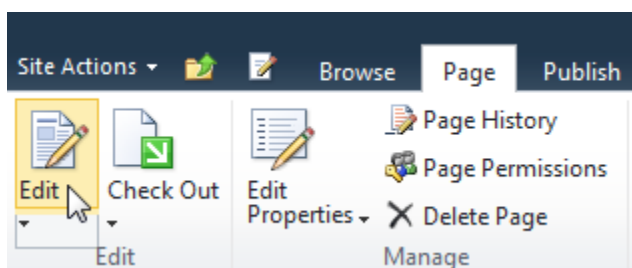 Site Actions Browse Page Publish
Edit
Check Out
Edit
Properties
Page History
Page Permissions
Delete Page
Edit Manage